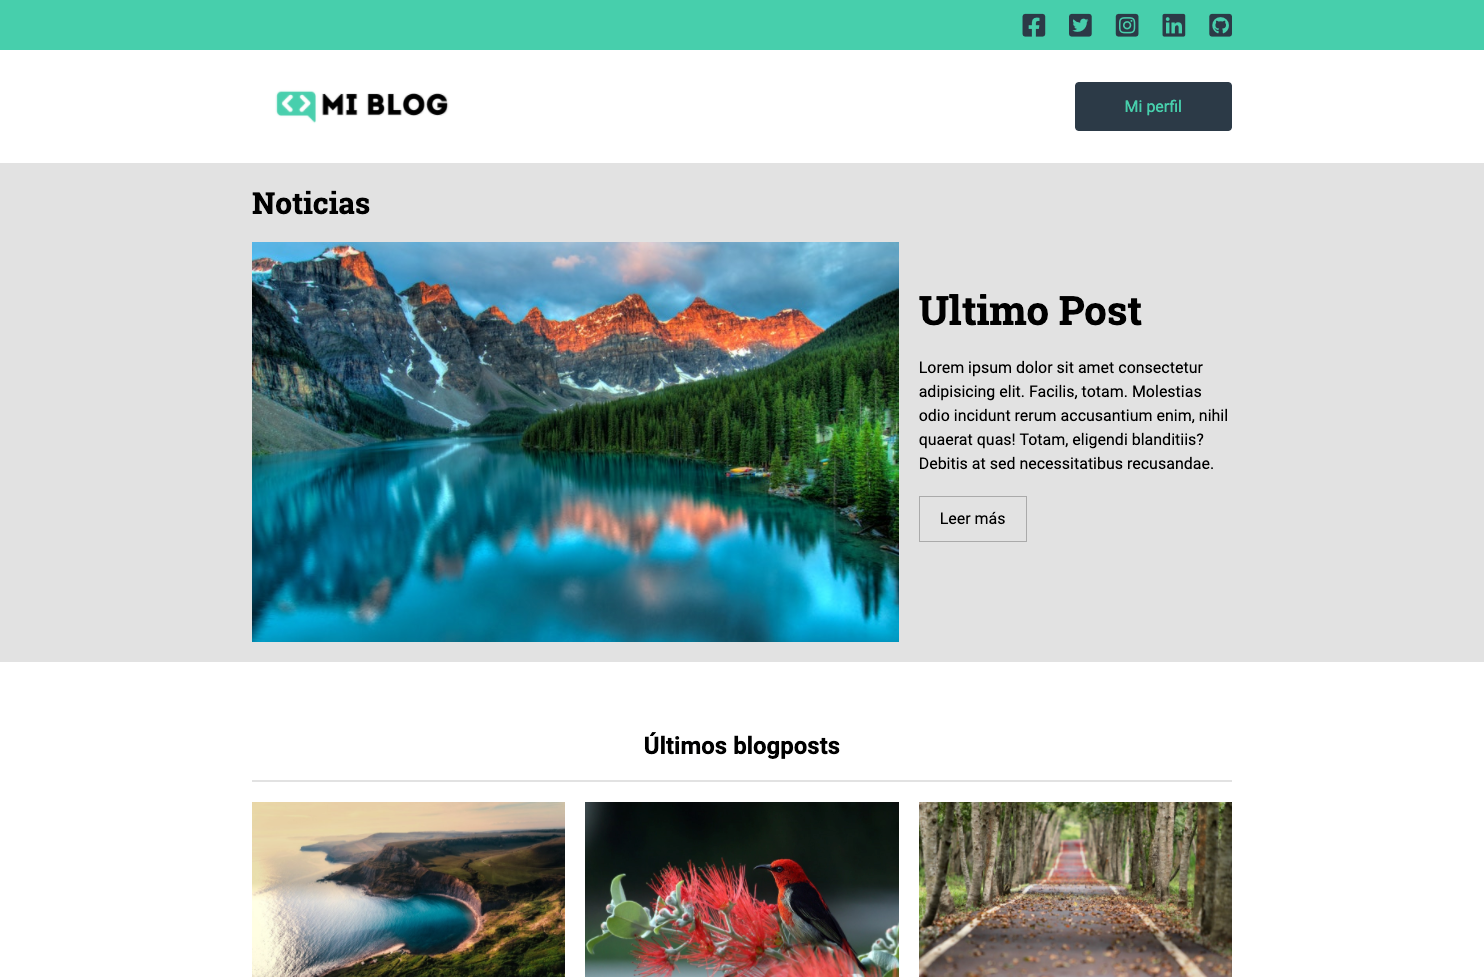 MI BLOG
Mi perfil
Noticias
Ultimo Post
Lorem ipsum dolor sit amet consectetur
adipisicing elit. Facilis, totam. Molestias
odio incidunt rerum accusantium enim, nihil
quaerat quas! Totam, eligendi blanditiis?
Debitis at sed necessitatibus recusandae.
Leer más
Últimos blogposts